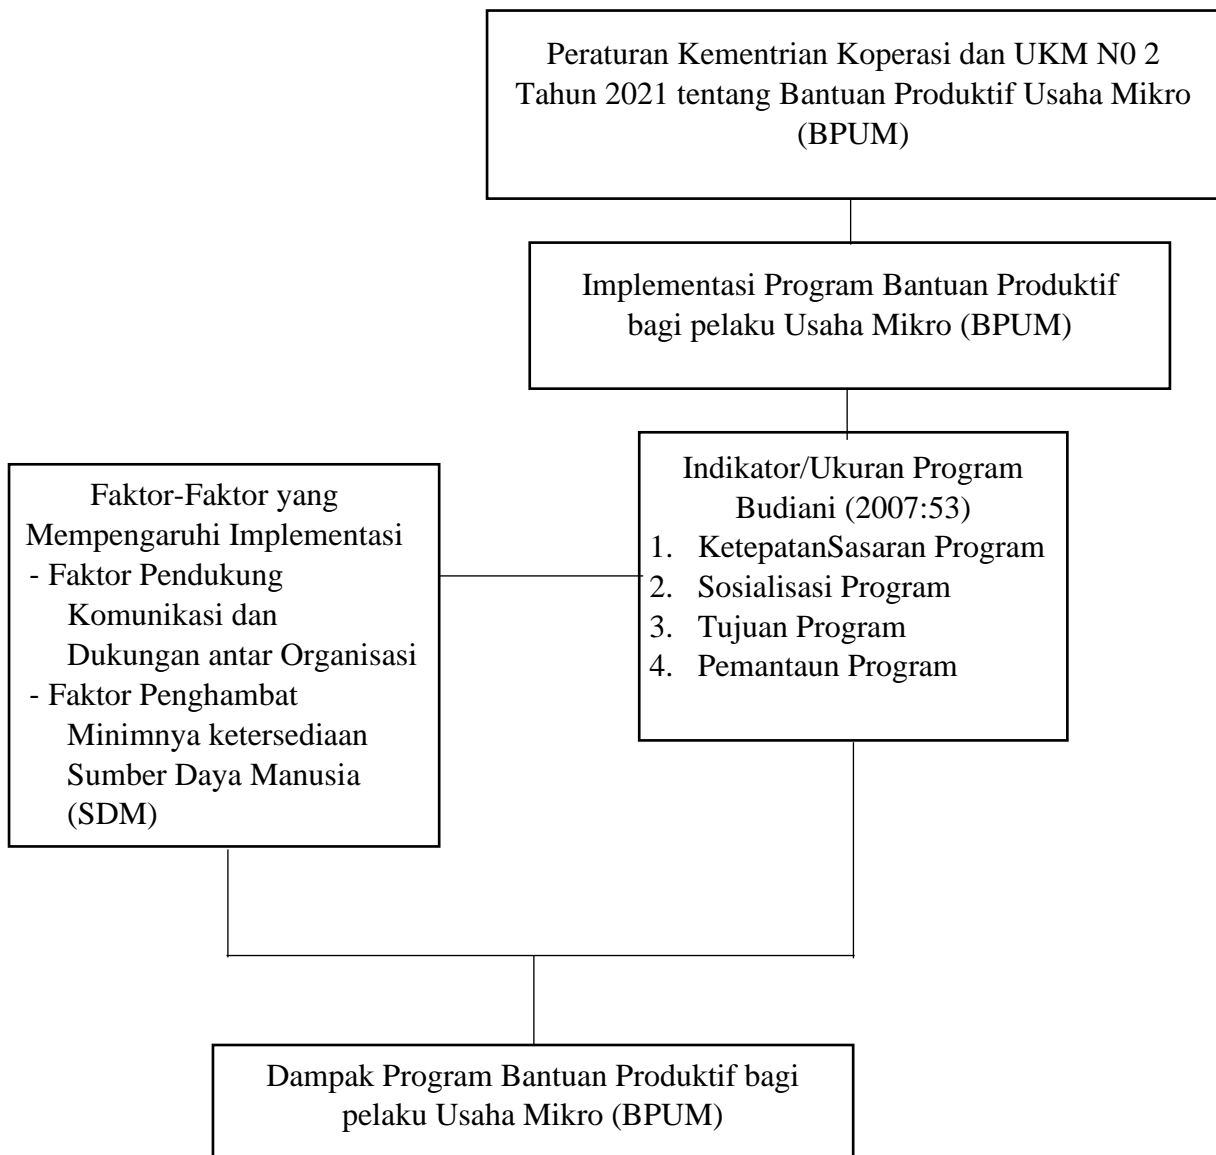 Peraturan Kementrian Koperasi dan UKM N0 2
Tahun 2021 tentang Bantuan Produktif Usaha Mikro
(BPUM)
Implementasi Program Bantuan Produktif
bagi pelaku Usaha Mikro (BPUM)
Indikator/Ukuran Program
Budiani (2007:53)
1. KetepatanSasaran Program
2. Sosialisasi Program
3. Tujuan Program
4. Pemantaun Program
Faktor-Faktor yang
Mempengaruhi Implementasi
- Faktor Pendukung
Komunikasi dan
Dukungan antar Organisasi
- Faktor Penghambat
Minimnya ketersediaan
Sumber Daya Manusia
(SDM)
Dampak Program Bantuan Produktif bagi
pelaku Usaha Mikro (BPUM)